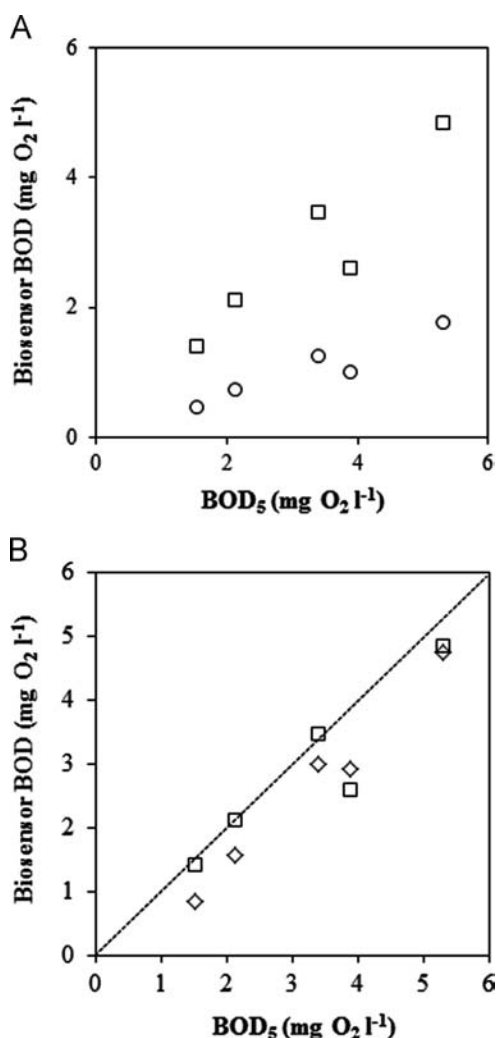 A
6
4
2
0
Biosensor BOD (mg O₂ l⁻¹)
0 2 4 6
BOD₅ (mg O₂ l⁻¹)
B
6
5
4
3
2
1
0
Biosensor BOD (mg O₂ l⁻¹)
0 1 2 3 4 5 6
BOD₅ (mg O₂ l⁻¹)